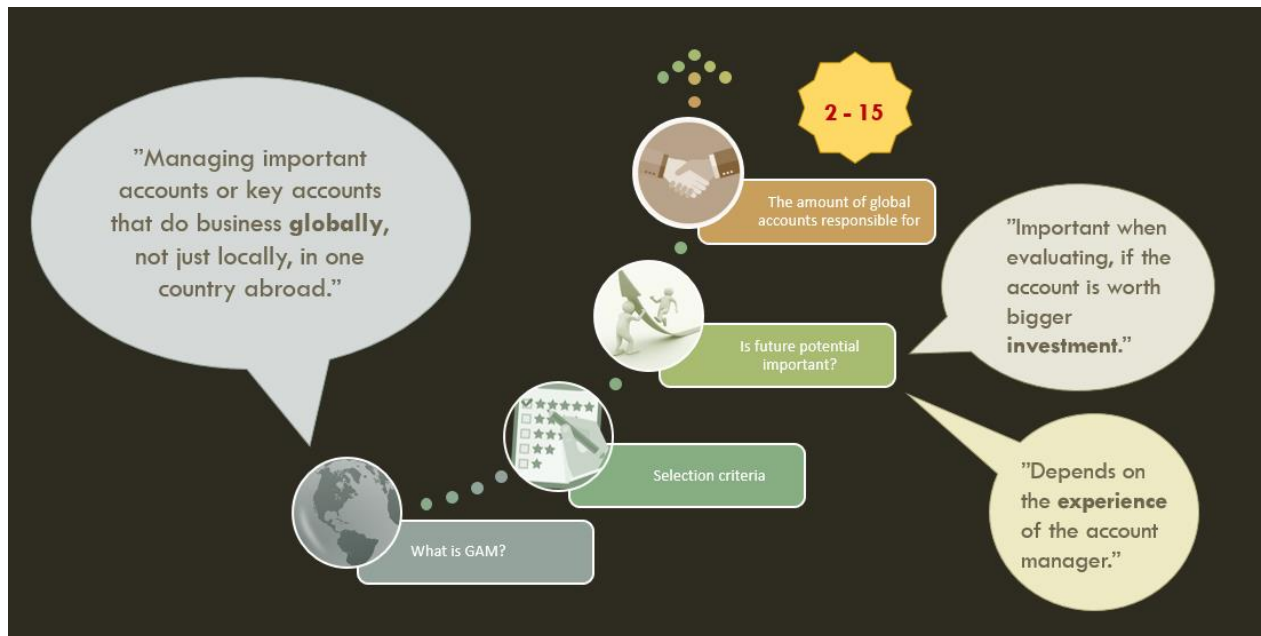 ”Managing important
accounts or key accounts
that do business globally,
not just locally, in one
country abroad.”
2 - 15
The amount of global
accounts responsible for
”Important when
evaluating, if the
account is worth
bigger
investment.”
Is future potential
important?
”Depends on
the experience
of the account
manager.”
Selection criteria
What is GAM?